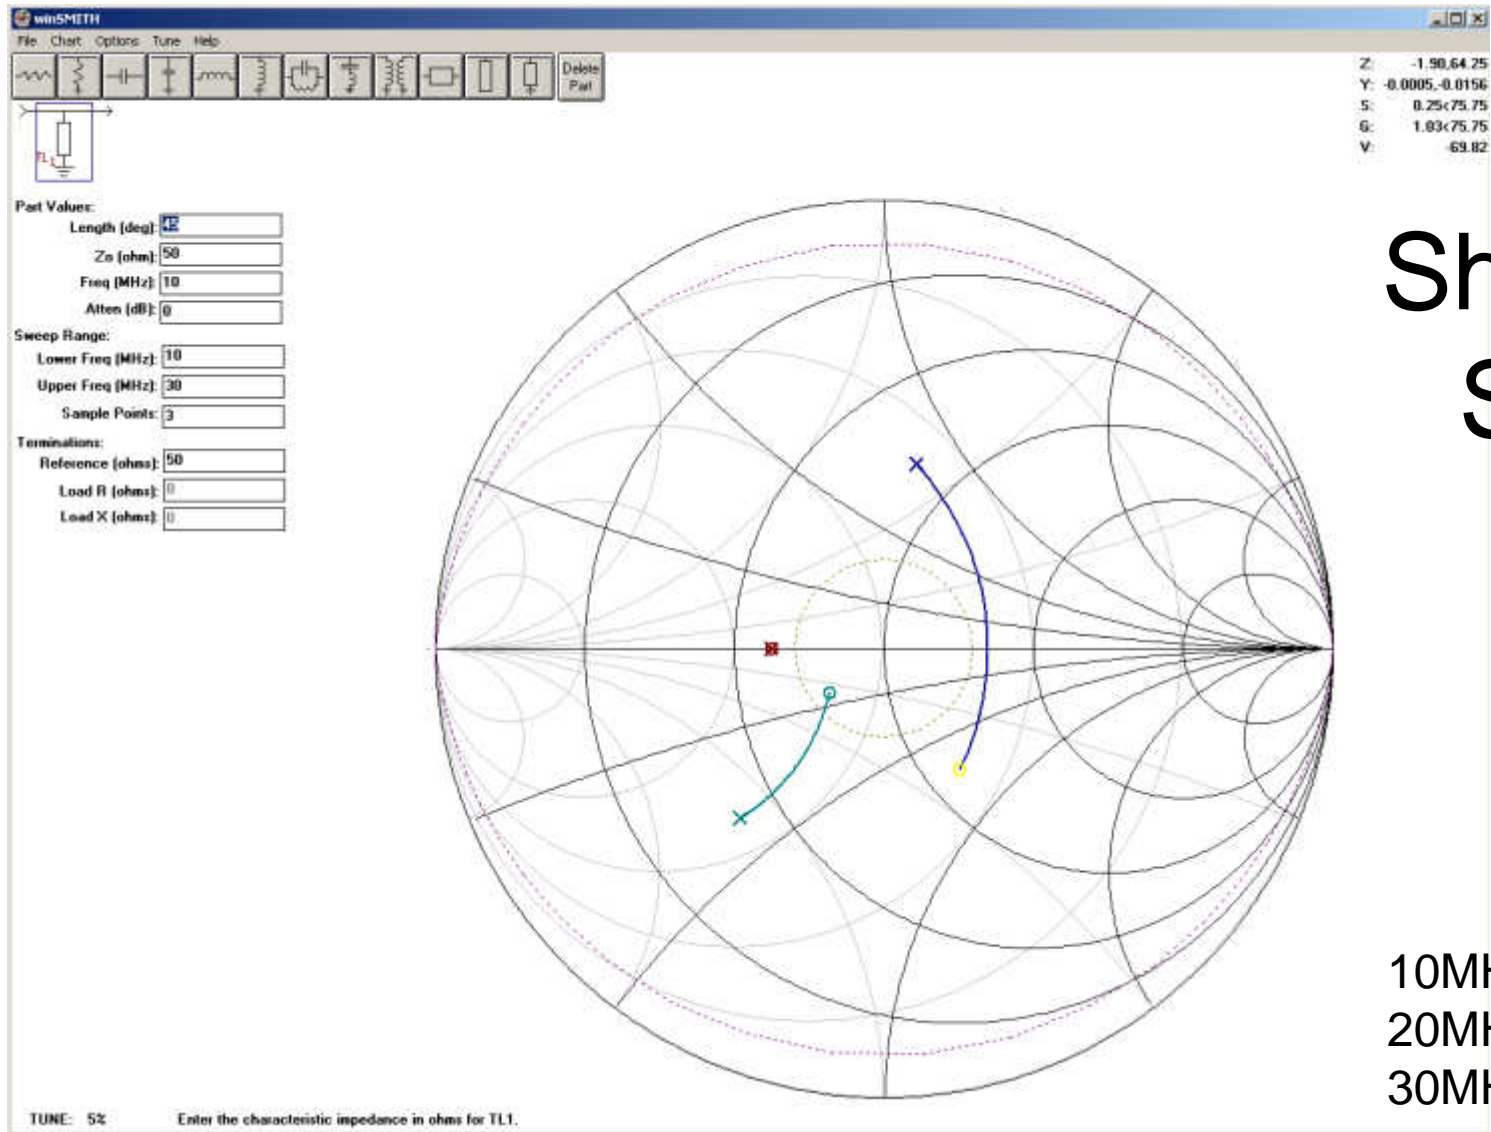 winSMITH
File Chart Options Tune Help
Delete Part
Z: -1.90,64.25
Y: -0.0005,-0.0156
S: 0.25<75.75
G: 1.03<75.75
V: -69.82
TL1
Part Values:
Length (deg): 45
Zo (ohm): 50
Freq (MHz): 10
Atten (dB): 0
Sweep Range:
Lower Freq (MHz): 10
Upper Freq (MHz): 30
Sample Points: 3
Terminations:
Reference (ohms): 50
Load R (ohms): 0
Load X (ohms): 0
Sh
S
10MH
20MH
30MH
TUNE: 5% Enter the characteristic impedance in ohms for TL1.